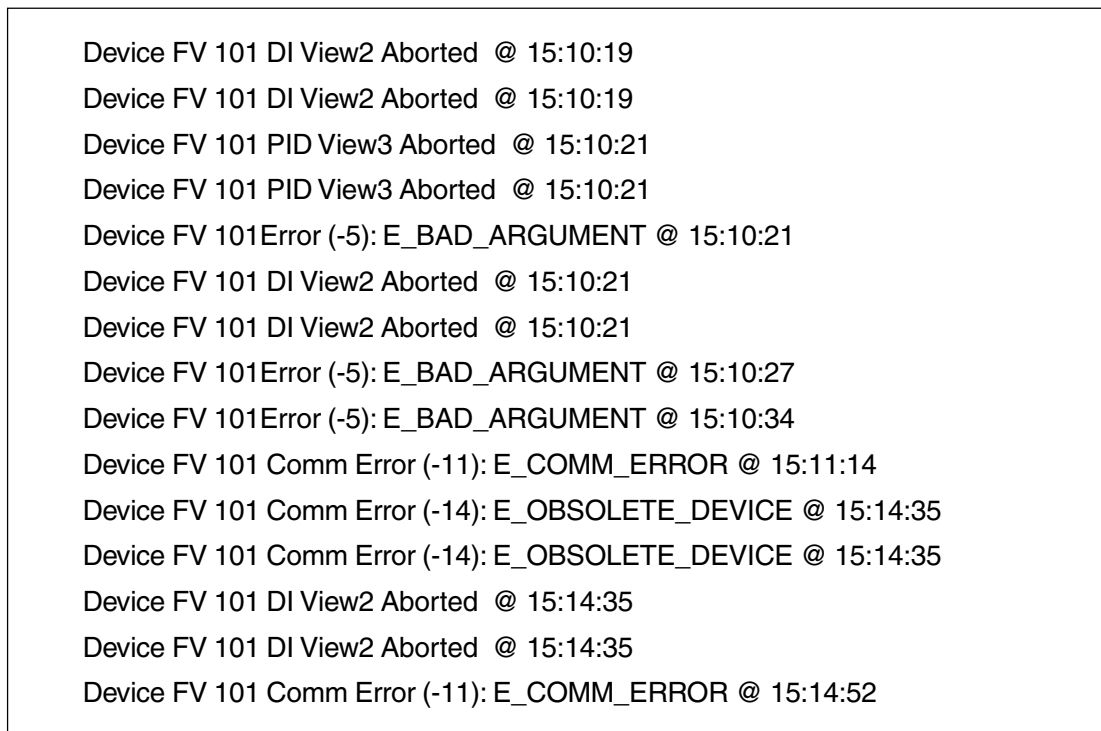 Device FV 101 DI View2 Aborted  @ 15:10:19
Device FV 101 DI View2 Aborted  @ 15:10:19
Device FV 101 PID View3 Aborted  @ 15:10:21
Device FV 101 PID View3 Aborted  @ 15:10:21
Device FV 101Error (-5): E_BAD_ARGUMENT @ 15:10:21
Device FV 101 DI View2 Aborted  @ 15:10:21
Device FV 101 DI View2 Aborted  @ 15:10:21
Device FV 101Error (-5): E_BAD_ARGUMENT @ 15:10:27
Device FV 101Error (-5): E_BAD_ARGUMENT @ 15:10:34
Device FV 101 Comm Error (-11): E_COMM_ERROR @ 15:11:14
Device FV 101 Comm Error (-14): E_OBSOLETE_DEVICE @ 15:14:35
Device FV 101 Comm Error (-14): E_OBSOLETE_DEVICE @ 15:14:35
Device FV 101 DI View2 Aborted  @ 15:14:35
Device FV 101 DI View2 Aborted  @ 15:14:35
Device FV 101 Comm Error (-11): E_COMM_ERROR @ 15:14:52